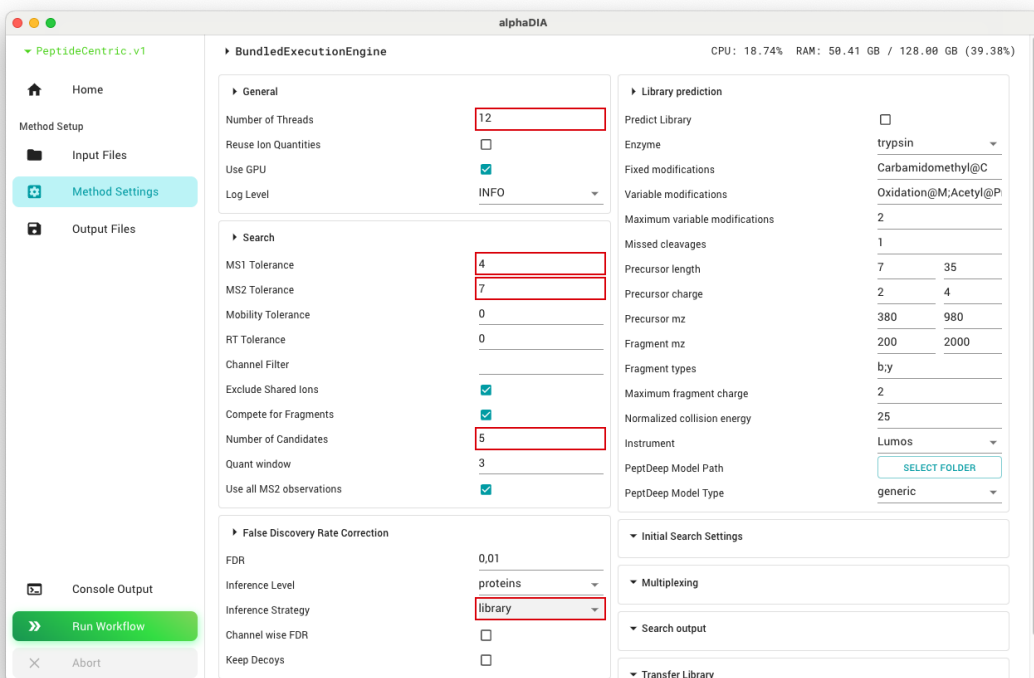 alphaDIA
PeptideCentric.v1
BundledExecutionEngine
CPU: 18.74% RAM: 50.41 GB / 128.00 GB (39.38%)
Home
Method Setup
Input Files
Method Settings
Output Files
Console Output
Run Workflow
Abort
General
Number of Threads 12
Reuse Ion Quantities
Use GPU
Log Level INFO
Search
MS1 Tolerance 4
MS2 Tolerance 7
Mobility Tolerance 0
RT Tolerance 0
Channel Filter
Exclude Shared Ions
Compete for Fragments
Number of Candidates 5
Quant window 3
Use all MS2 observations
False Discovery Rate Correction
FDR 0,01
Inference Level proteins
Inference Strategy library
Channel wise FDR
Keep Decoys
Library prediction
Predict Library
Enzyme trypsin
Fixed modifications Carbamidomethyl@C
Variable modifications Oxidation@M;Acetyl@P
Maximum variable modifications 2
Missed cleavages 1
Precursor length 7 35
Precursor charge 2 4
Precursor mz 380 980
Fragment mz 200 2000
Fragment types b;y
Maximum fragment charge 2
Normalized collision energy 25
Instrument Lumos
PeptDeep Model Path SELECT FOLDER
PeptDeep Model Type generic
Initial Search Settings
Multiplexing
Search output
Transfer Library